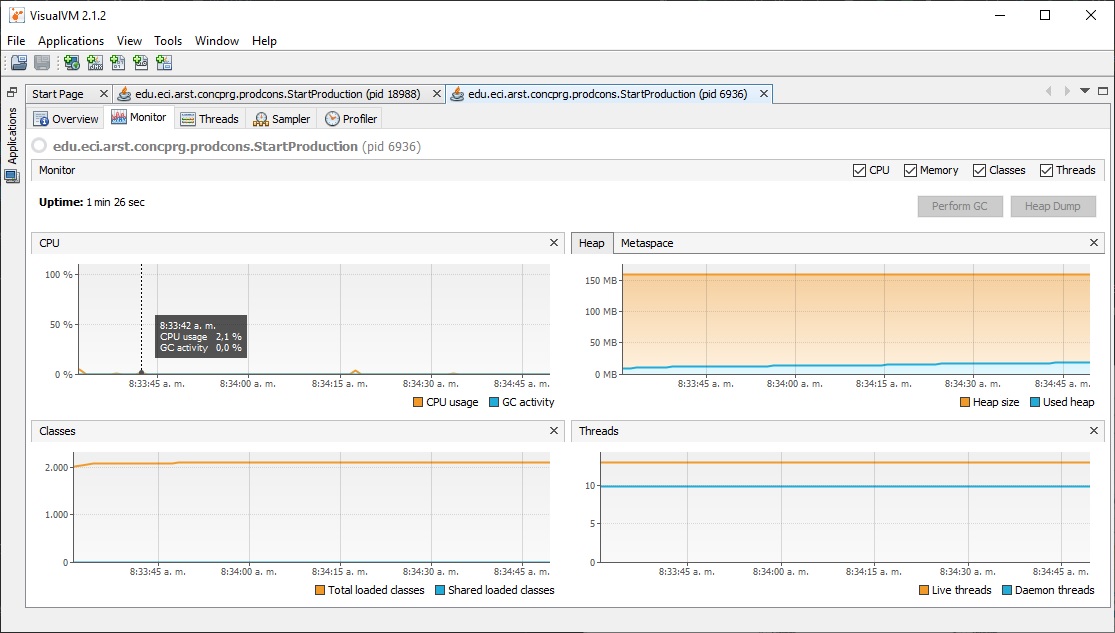 VisualVM 2.1.2
File Applications View Tools Window Help
Applications
Start Page edu.eci.arst.concprg.prodcons.StartProduction (pid 18988) edu.eci.arst.concprg.prodcons.StartProduction (pid 6936)
Overview Monitor Threads Sampler Profiler
edu.eci.arst.concprg.prodcons.StartProduction (pid 6936)
Monitor CPU Memory Classes Threads
Uptime: 1 min 26 sec Perform GC Heap Dump
CPU
100 %
50 %
0 %
8:33:42 a. m.
CPU usage 2,1 %
GC activity 0,0 %
8:33:45 a. m. 8:34:00 a. m. 8:34:15 a. m. 8:34:30 a. m. 8:34:45 a. m.
CPU usage GC activity
Heap Metaspace
150 MB
100 MB
50 MB
0 MB
8:33:45 a. m. 8:34:00 a. m. 8:34:15 a. m. 8:34:30 a. m. 8:34:45 a. m.
Heap size Used heap
Classes
2.000
1.000
0
8:33:45 a. m. 8:34:00 a. m. 8:34:15 a. m. 8:34:30 a. m. 8:34:45 a. m.
Total loaded classes Shared loaded classes
Threads
10
5
0
8:33:45 a. m. 8:34:00 a. m. 8:34:15 a. m. 8:34:30 a. m. 8:34:45 a. m.
Live threads Daemon threads